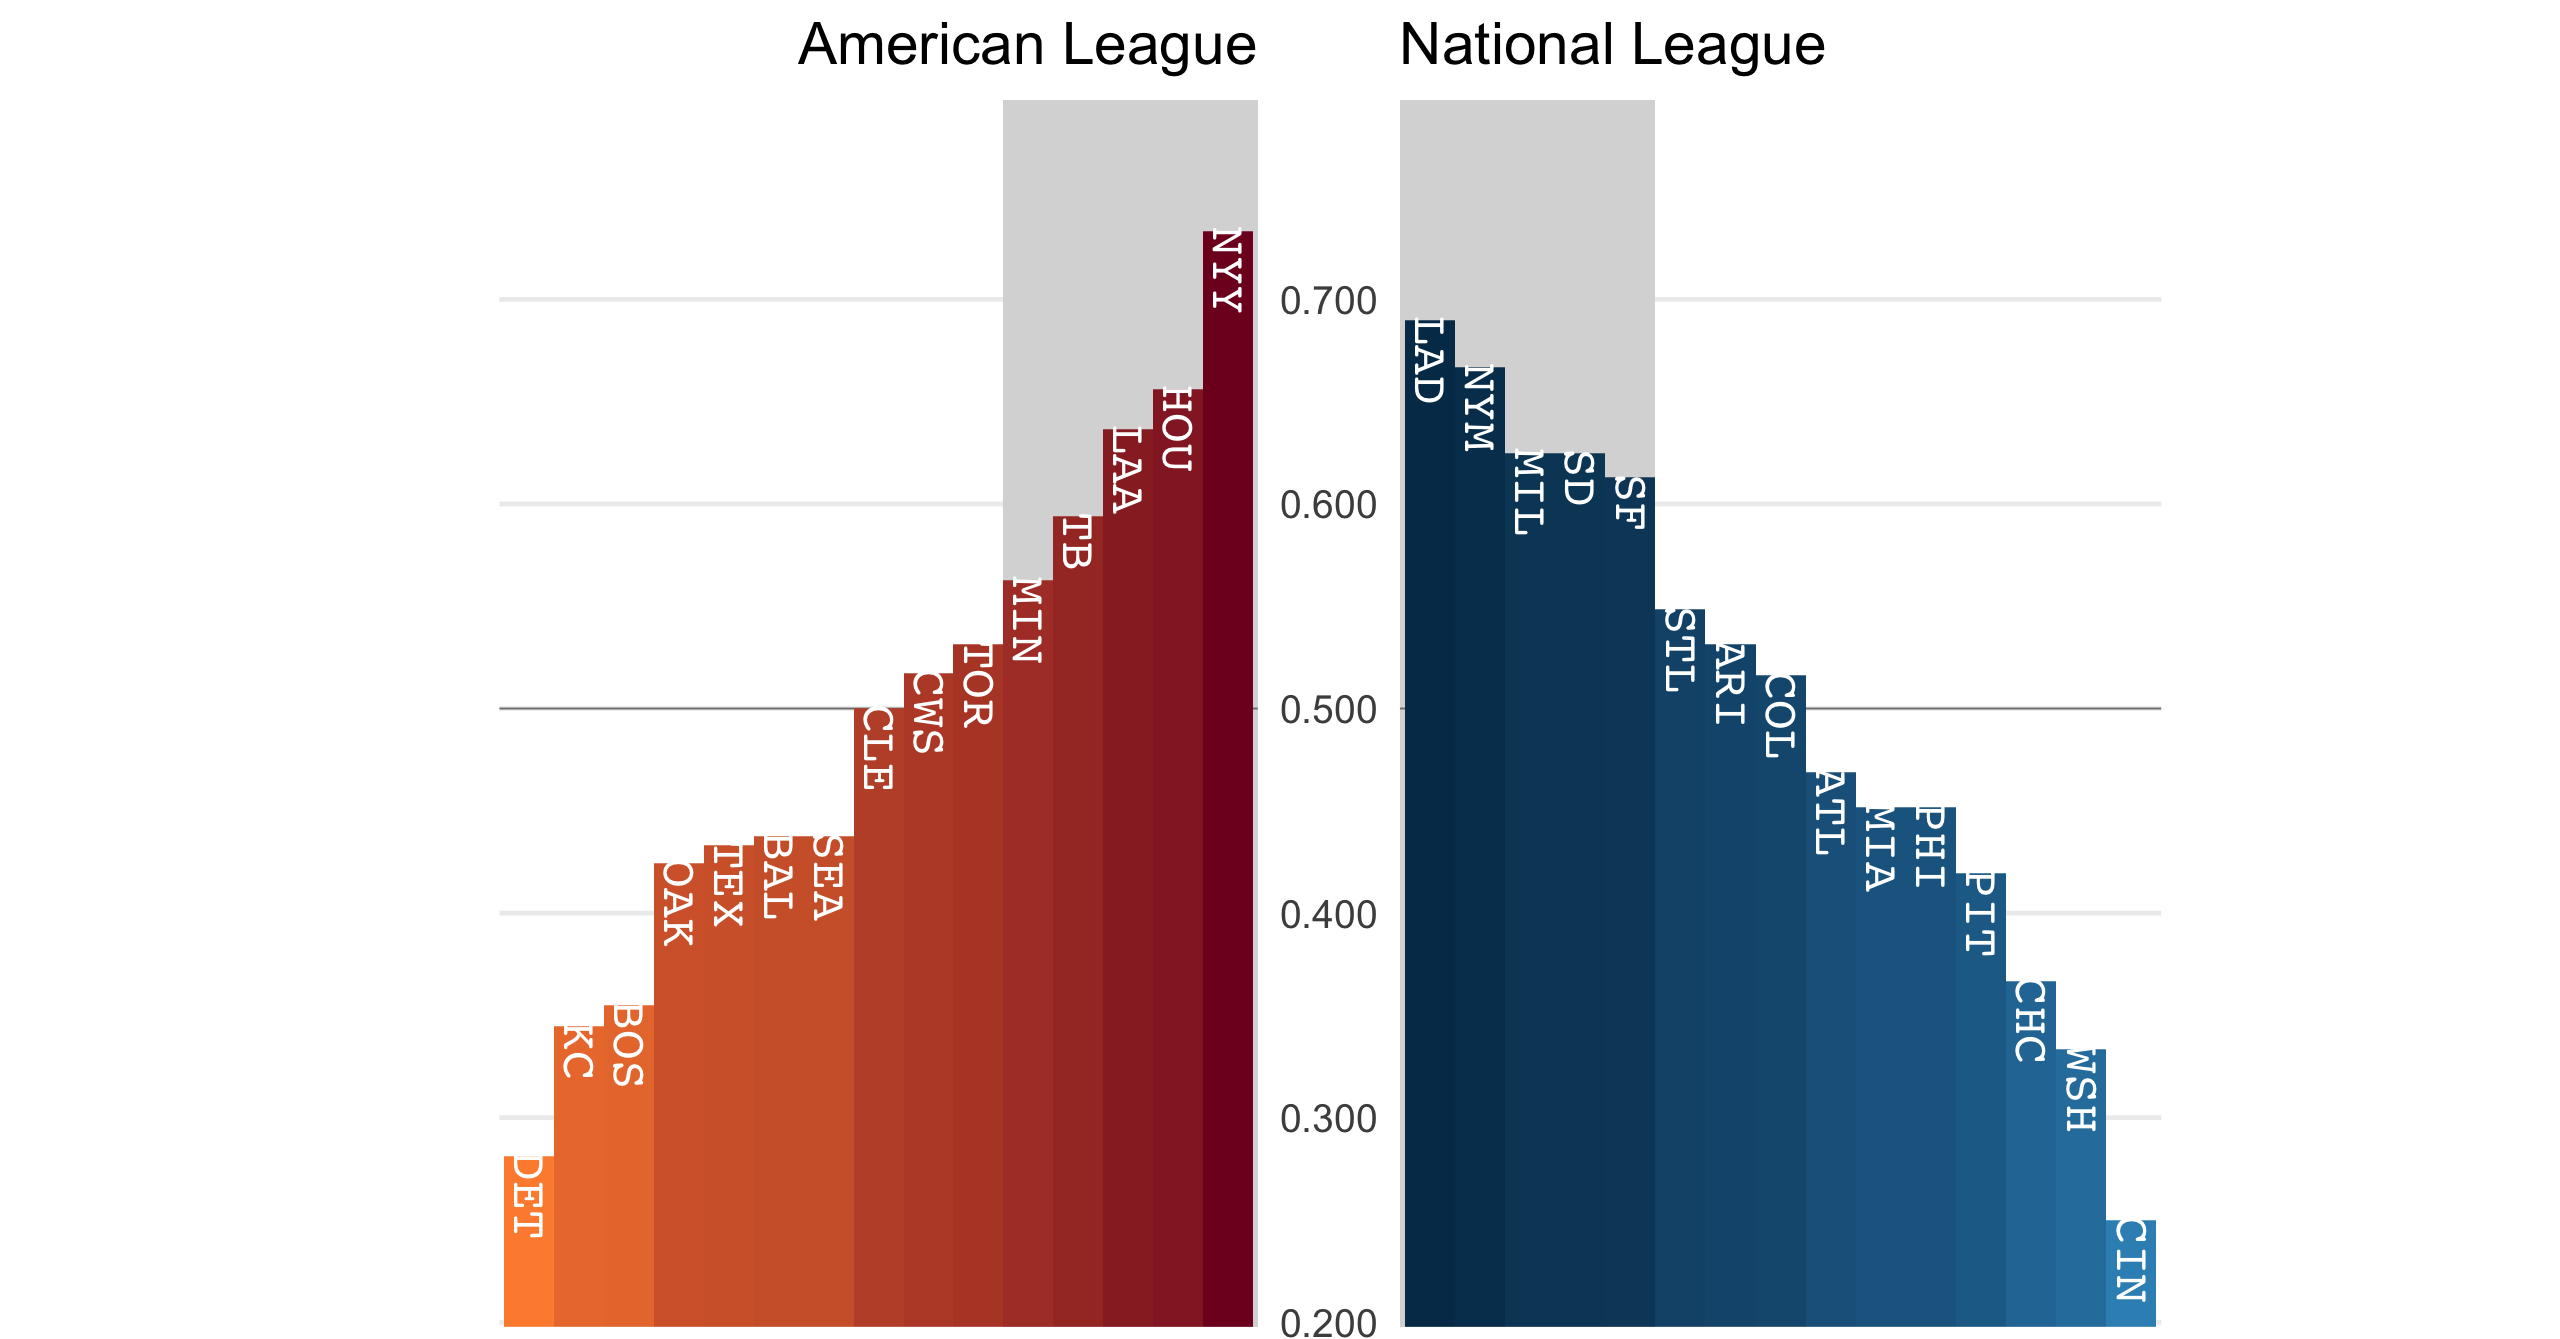 American League
National League
0.700
0.600
0.500
0.400
0.300
0.200
DET
KC
BOS
OAK
TEX
BAL
SEA
CLE
CWS
TOR
MIN
TB
LAA
HOU
NYY
LAD
NYM
MIL
SD
SF
STL
ARI
COL
ATL
MIA
PHI
PIT
CHC
WSH
CIN